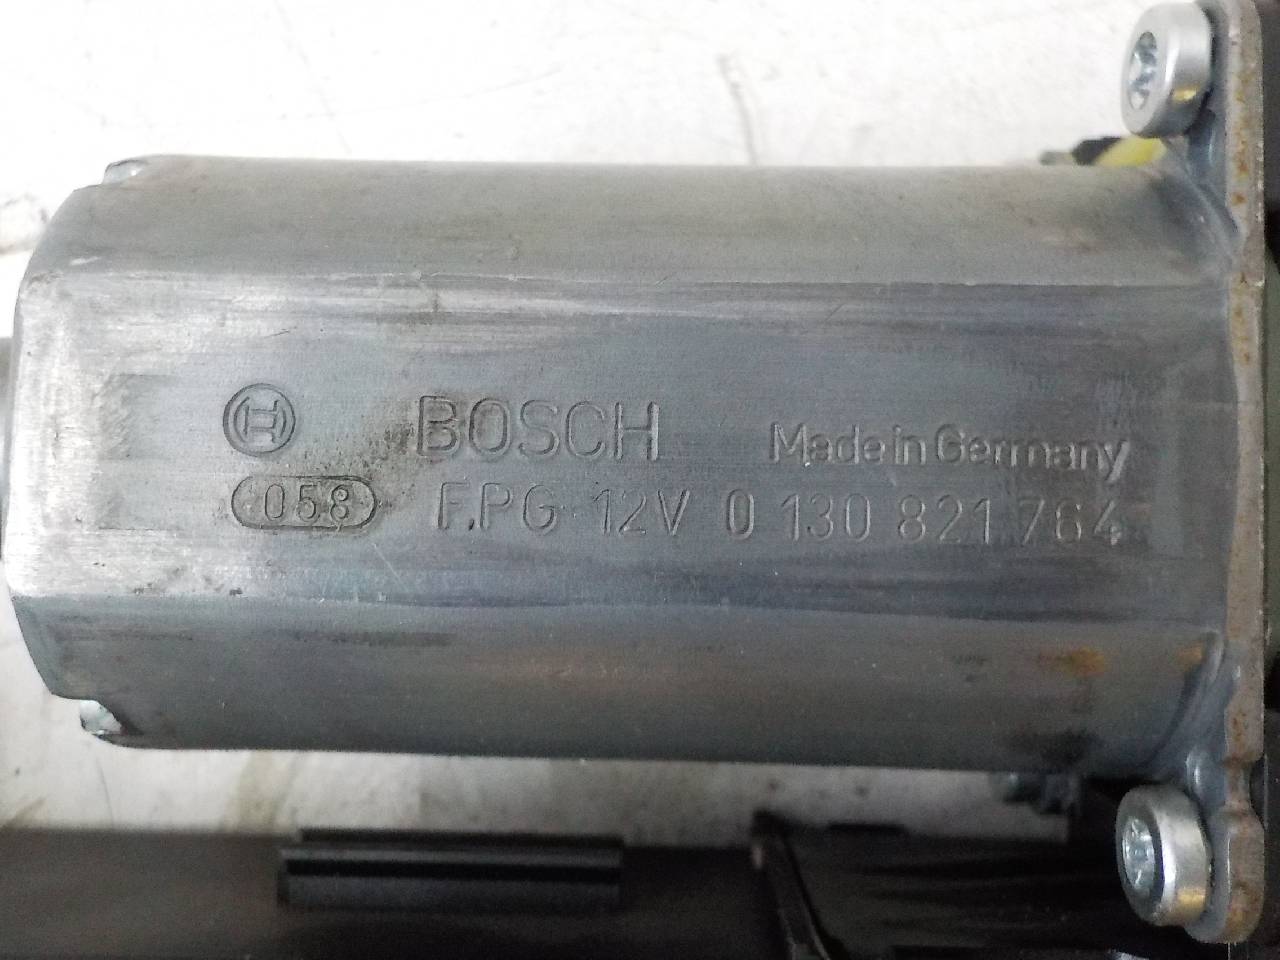 BOSCH Made in Germany
058 F.PG 12V 0 130 821 764